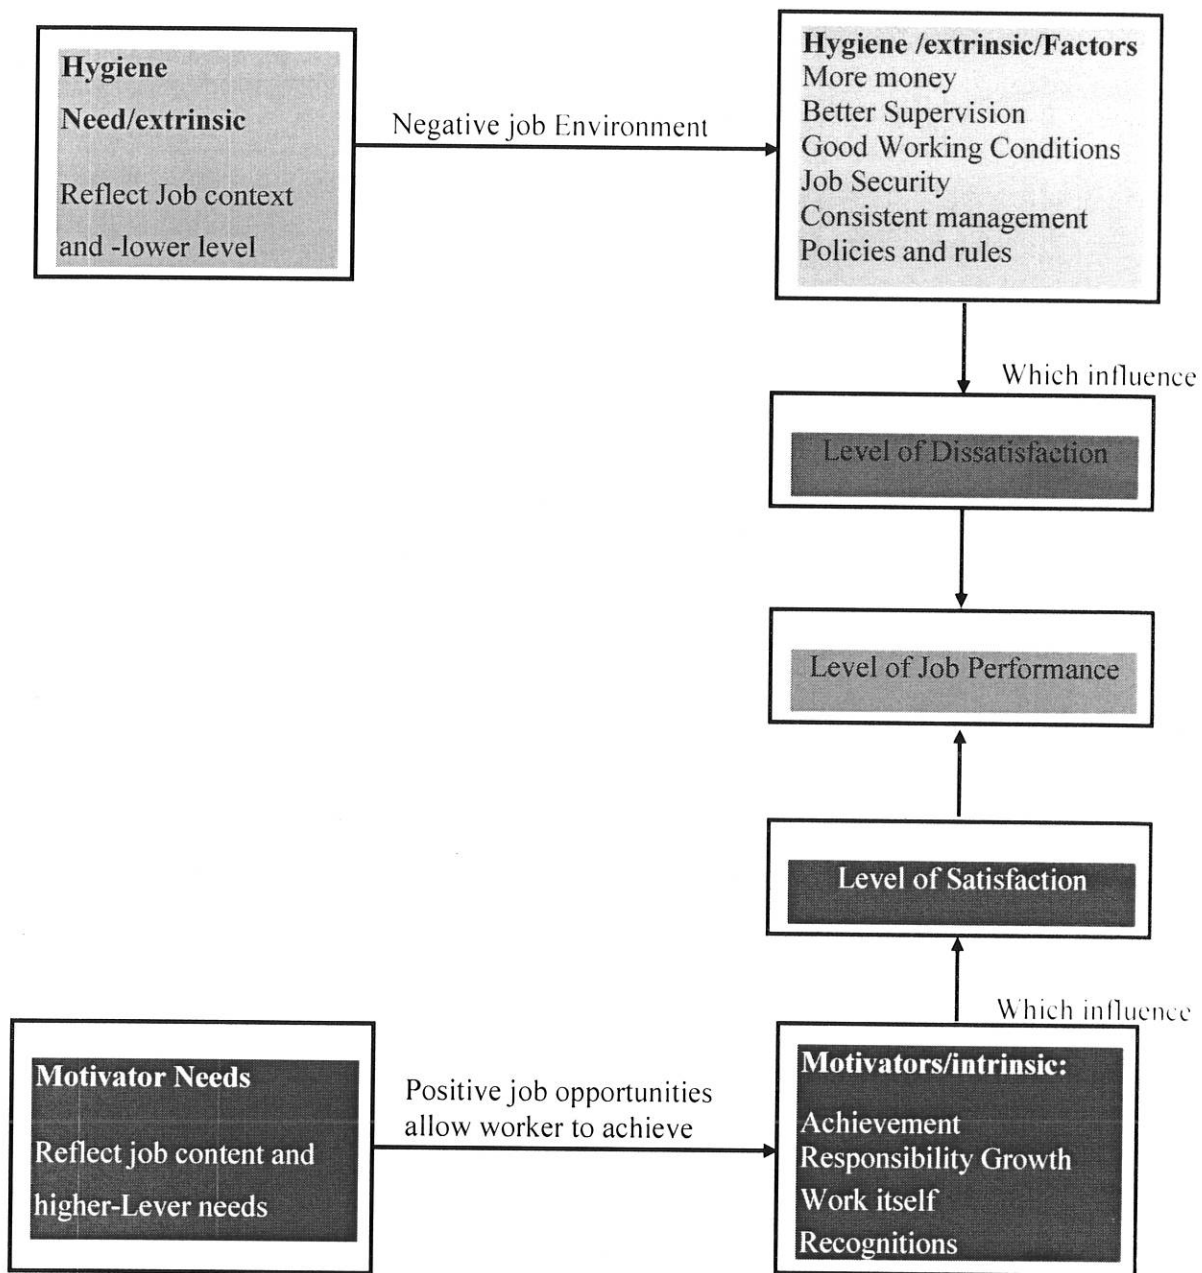 Hygiene
Need/extrinsic
Reflect Job context
and -lower level
Negative job Environment
Hygiene /extrinsic/Factors
More money
Better Supervision
Good Working Conditions
Job Security
Consistent management
Policies and rules
Which influence
Level of Dissatisfaction
Level of Job Performance
Level of Satisfaction
Which influence
Motivator Needs
Reflect job content and
higher-Lever needs
Positive job opportunities
allow worker to achieve
Motivators/intrinsic:
Achievement
Responsibility Growth
Work itself
Recognitions